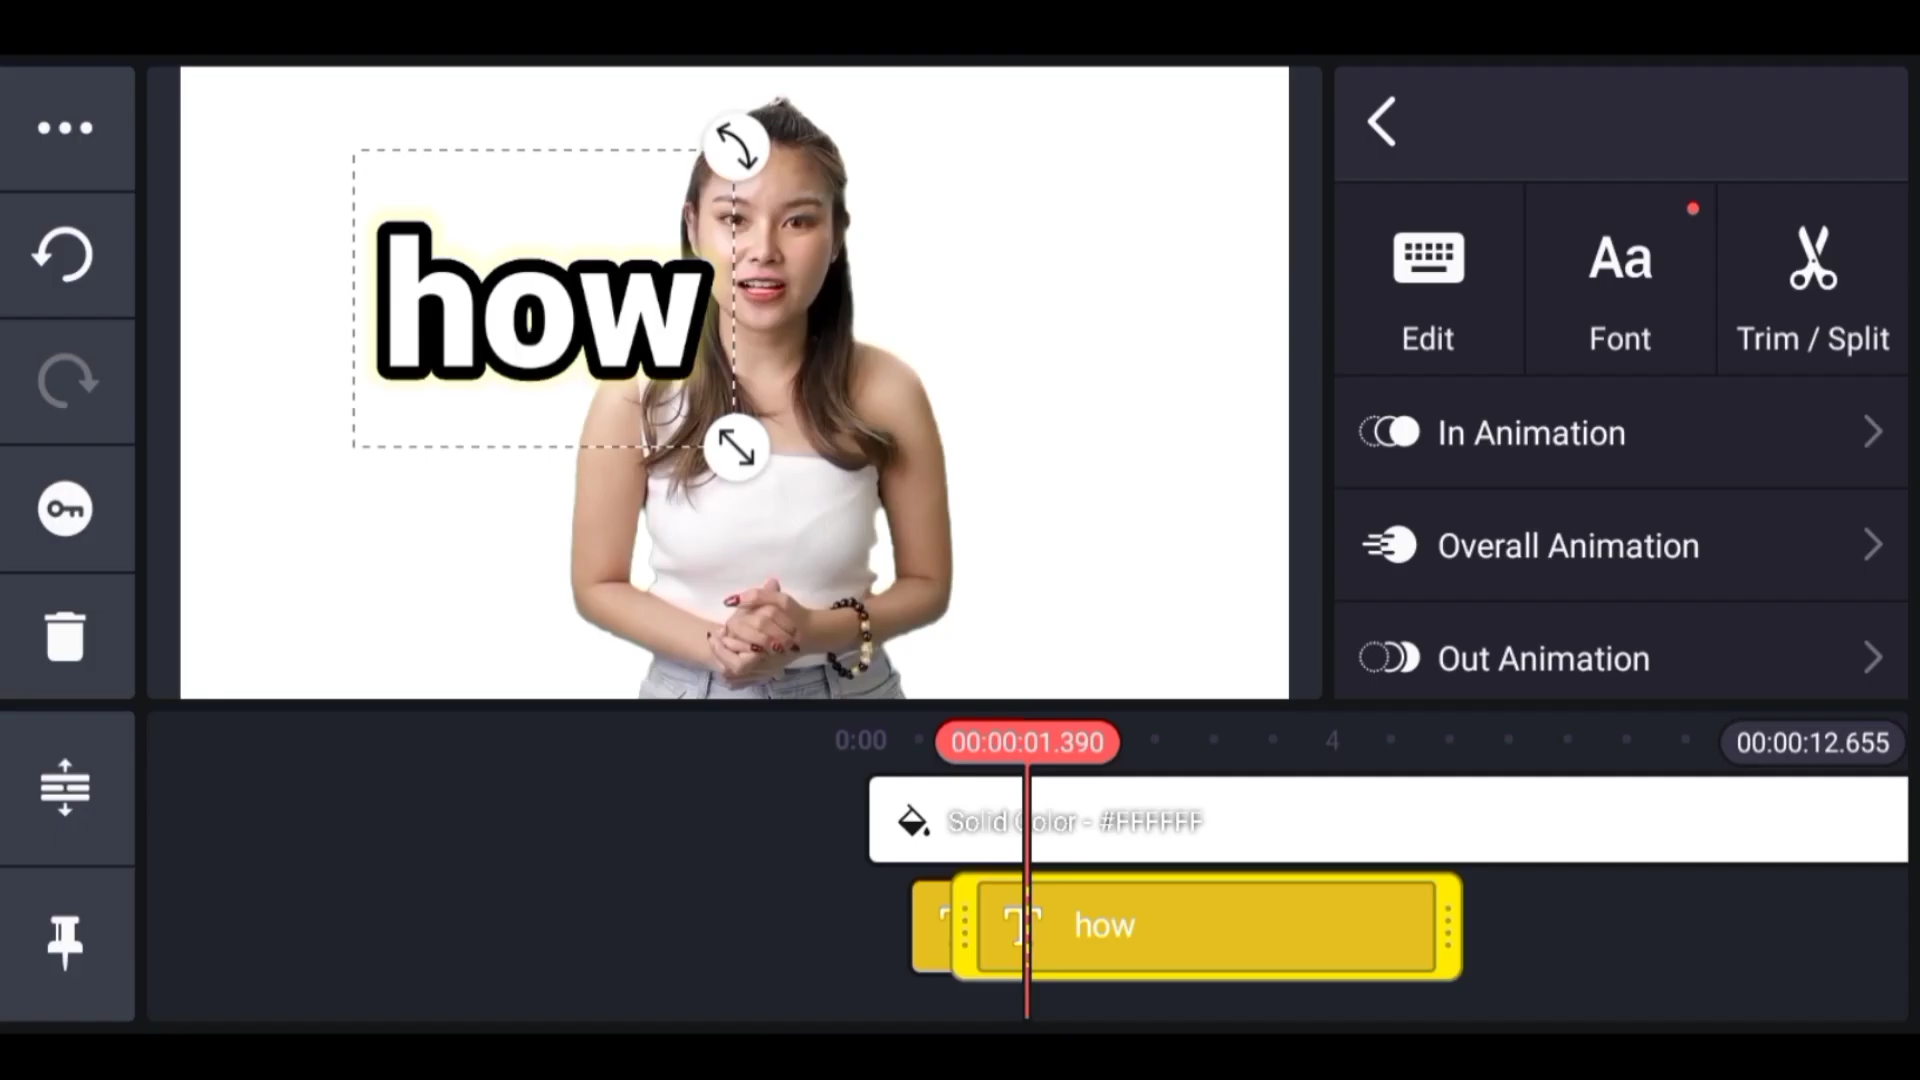 how
Aa
Edit
Font
Trim / Split
In Animation
Overall Animation
Out Animation
0:00
00:00:01.390
4
00:00:12.655
Solid Color - #FFFFFF
T
how